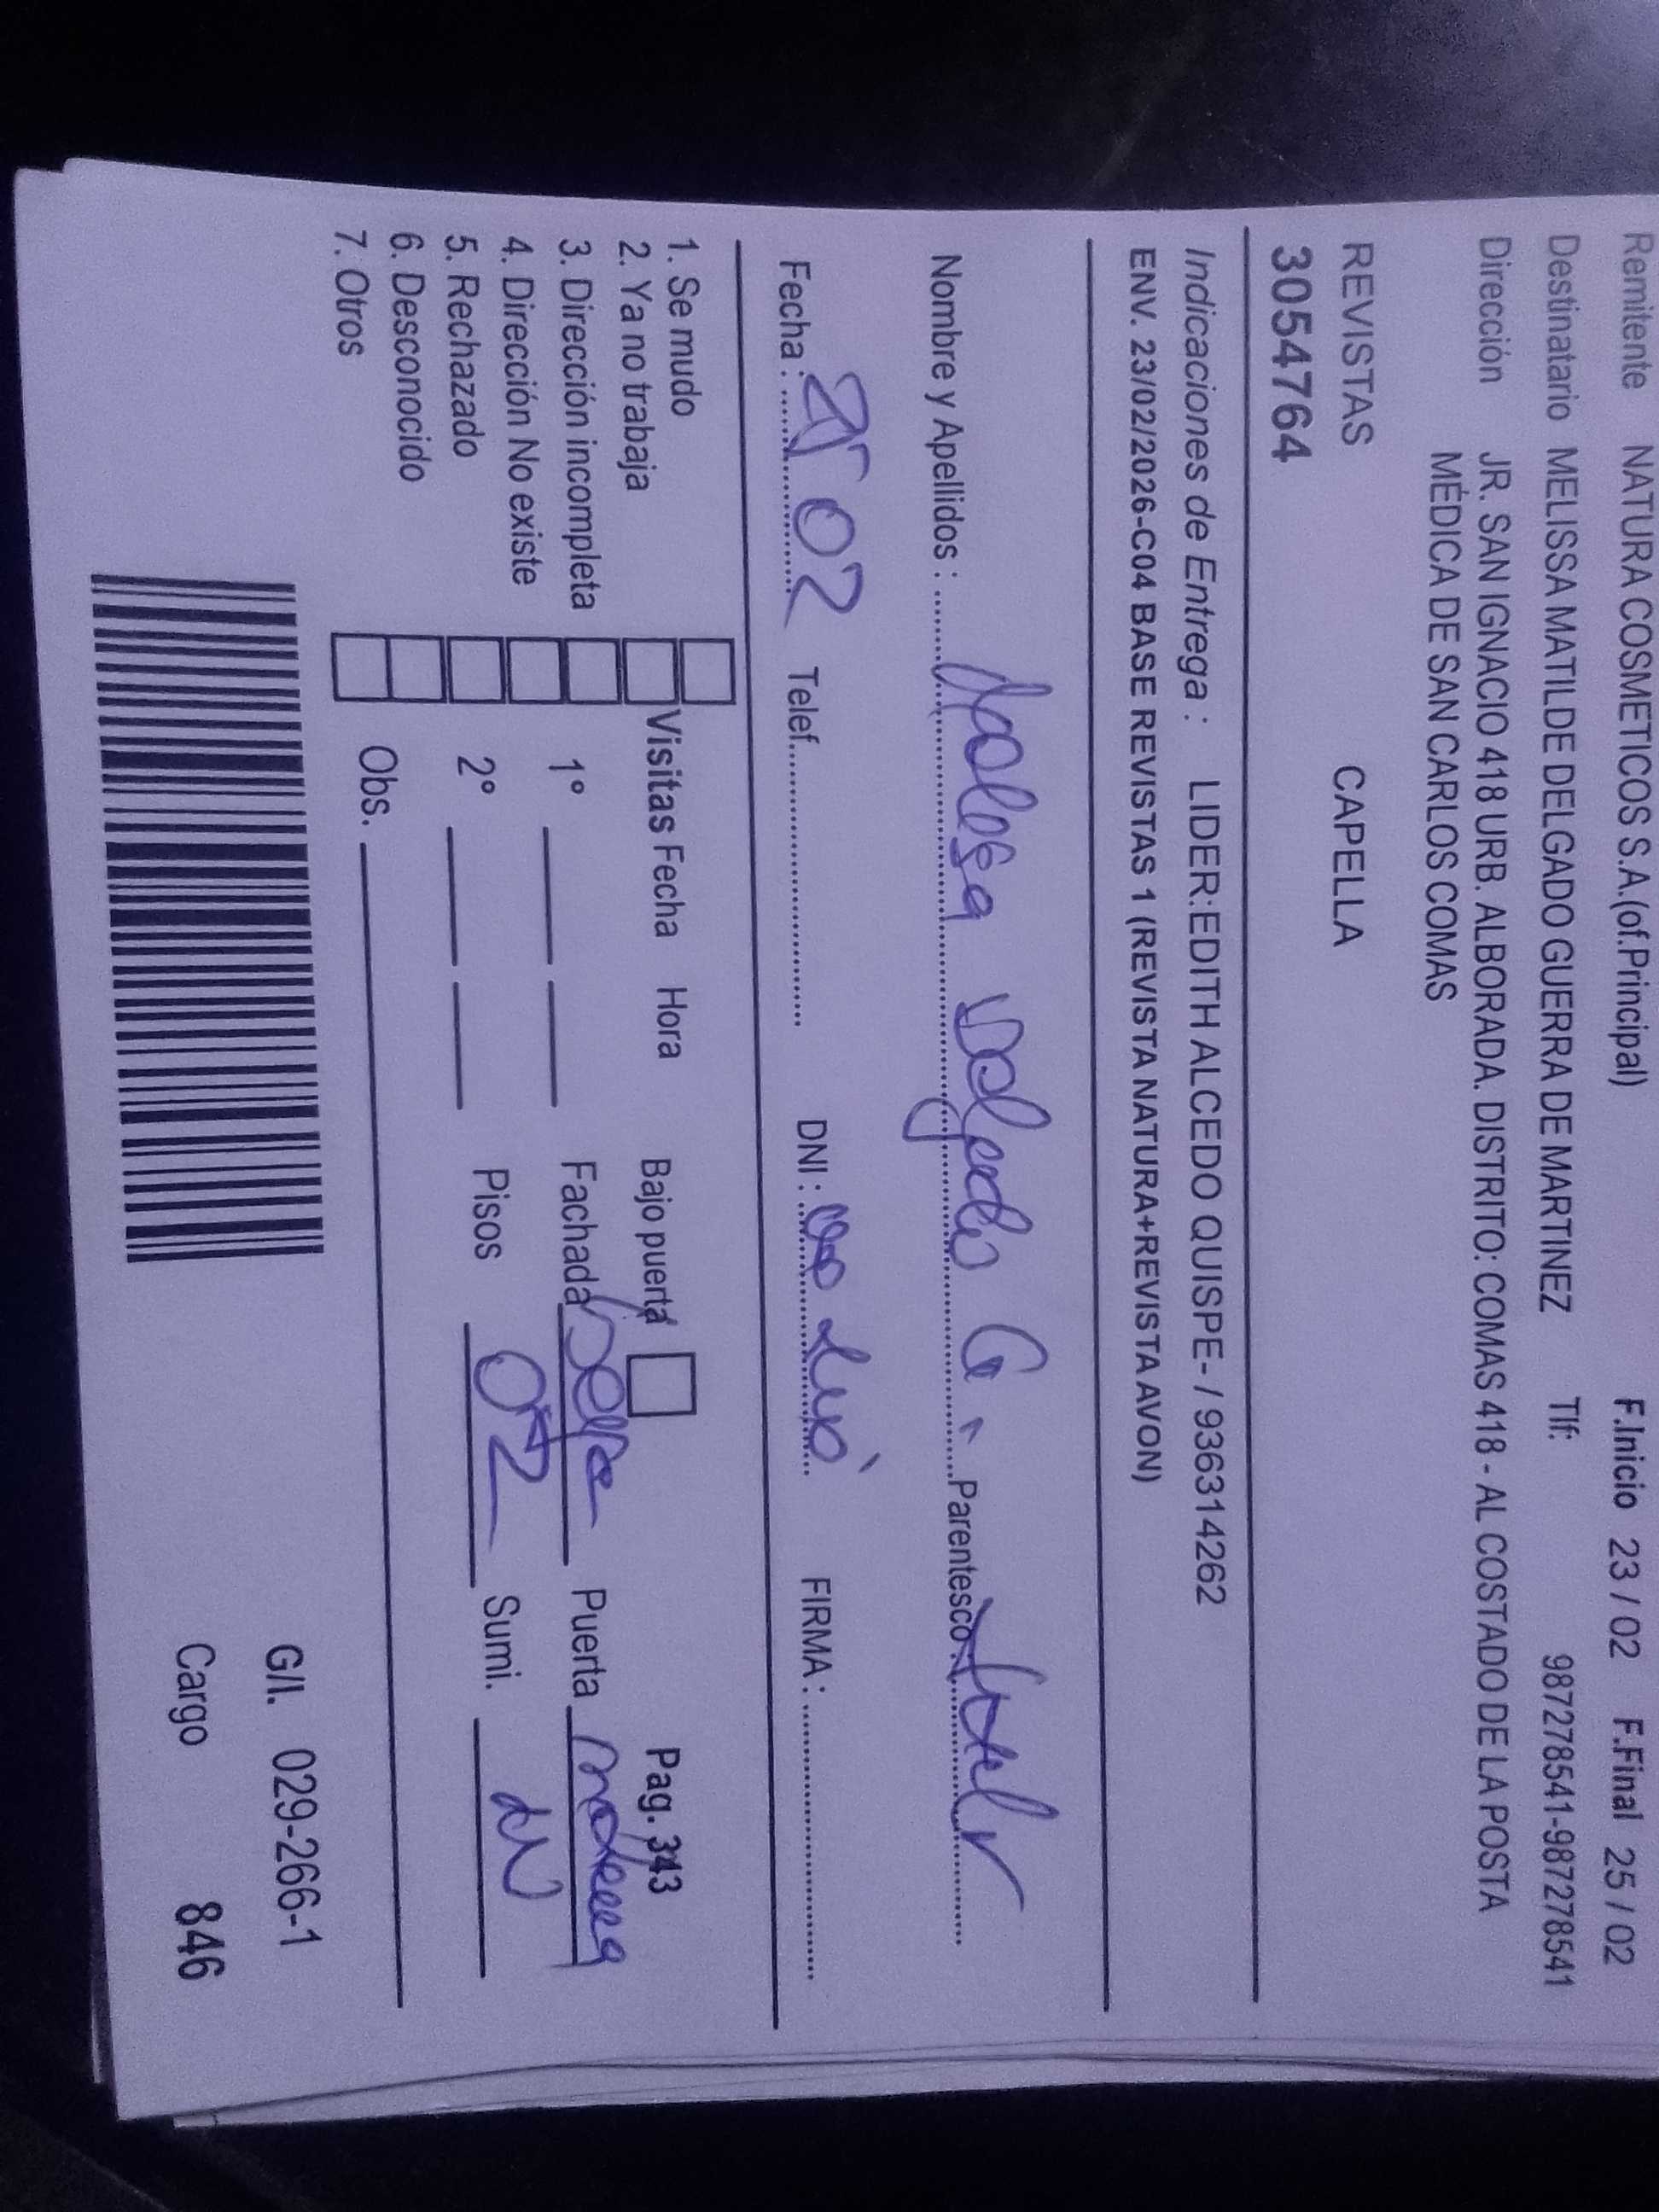 Remitente NATURA COSMETICOS S.A.(of.Principal) F.Inicio 23 / 02 F.Final 25 / 02
Destinatario MELISSA MATILDE DELGADO GUERRA DE MARTINEZ Tlf: 987278541-987278541
Dirección JR. SAN IGNACIO 418 URB. ALBORADA. DISTRITO: COMAS 418 - AL COSTADO DE LA POSTA
MÉDICA DE SAN CARLOS COMAS
REVISTAS CAPELLA
3054764
Indicaciones de Entrega : LIDER:EDITH ALCEDO QUISPE- / 936314262
ENV. 23/02/2026-C04 BASE REVISTAS 1 (REVISTA NATURA+REVISTA AVON)
Nombre y Apellidos : Delgado G. Parentesco:
Fecha : 02 Telef. DNI : FIRMA :
1. Se mudo
2. Ya no trabaja Visitas Fecha Hora Bajo puerta Pag. 343
3. Dirección incompleta 1° Fachada Puerta madera
4. Dirección No existe
5. Rechazado 2° Pisos 02 Sumi.
6. Desconocido
7. Otros Obs.
G/I. 029-266-1
Cargo 846